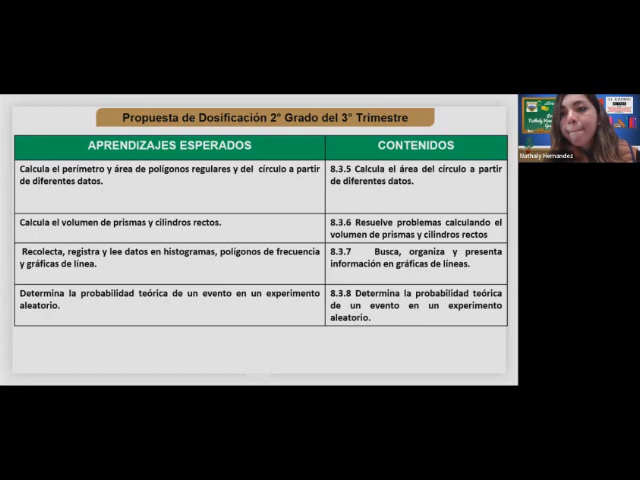 Propuesta de Dosificación 2° Grado del 3° Trimestre
APRENDIZAJES ESPERADOS
CONTENIDOS
Calcula el perímetro y área de polígonos regulares y del círculo a partir
de diferentes datos.
8.3.5 Calcula el área del círculo a partir
de diferentes datos.
Calcula el volumen de prismas y cilindros rectos.
8.3.6 Resuelve problemas calculando el
volumen de prismas y cilindros rectos
Recolecta, registra y lee datos en histogramas, polígonos de frecuencia
y gráficas de línea.
8.3.7 Busca, organiza y presenta
información en gráficas de líneas.
Determina la probabilidad teórica de un evento en un experimento
aleatorio.
8.3.8 Determina la probabilidad teórica
de un evento en un experimento
aleatorio.
Nathaly Hernandez